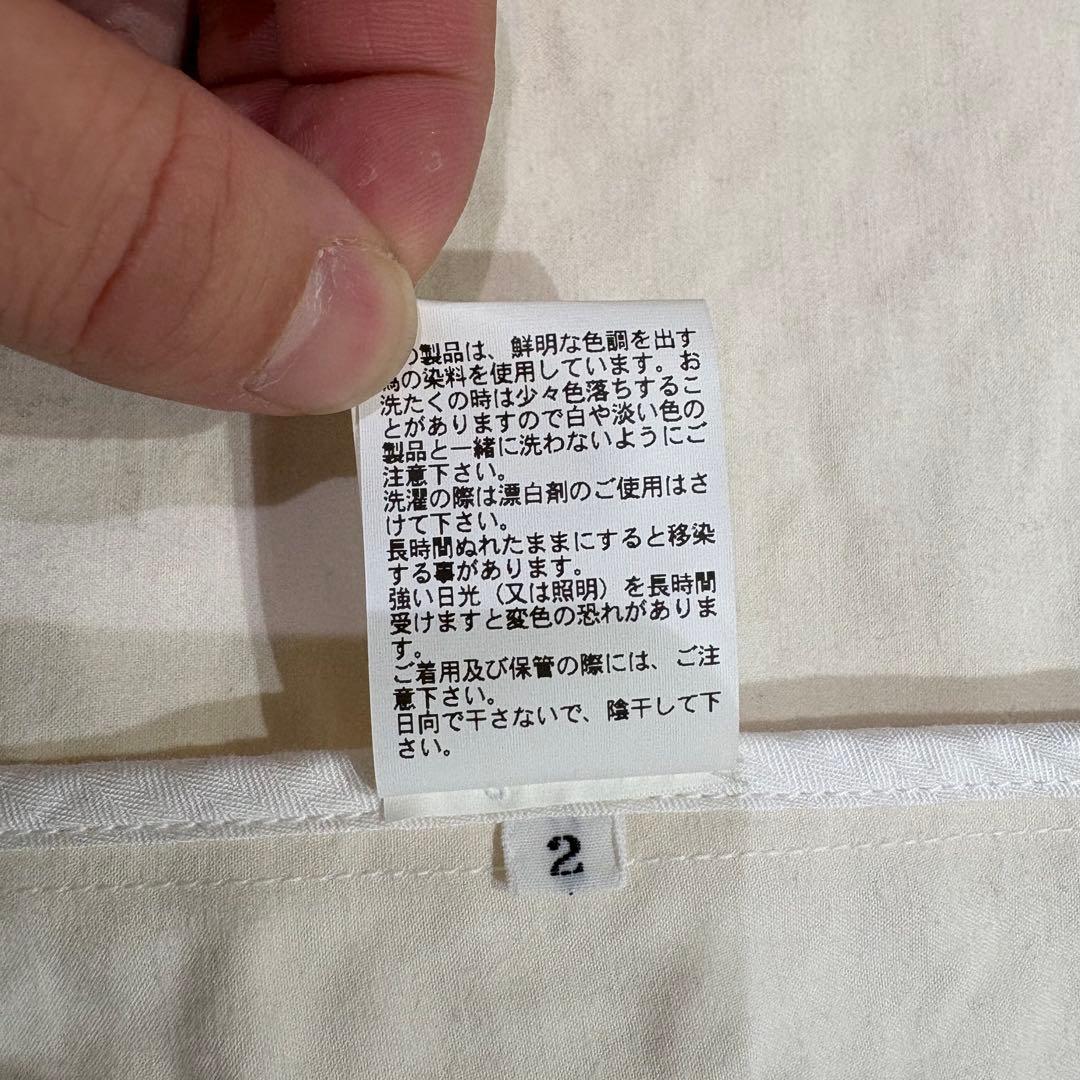 の製品は、鮮明な色調を出す
為の染料を使用しています。お
洗たくの時は少々色落ちするこ
とがありますので白や淡い色の
製品と一緒に洗わないようにご
注意下さい。
洗濯の際は漂白剤のご使用はさ
けて下さい。
長時間ぬれたままにすると移染
する事があります。
強い日光（又は照明）を長時間
受けますと変色の恐れがありま
す。
ご着用及び保管の際には、ご注
意下さい。
日向で干さないで、陰干して下
さい。
2